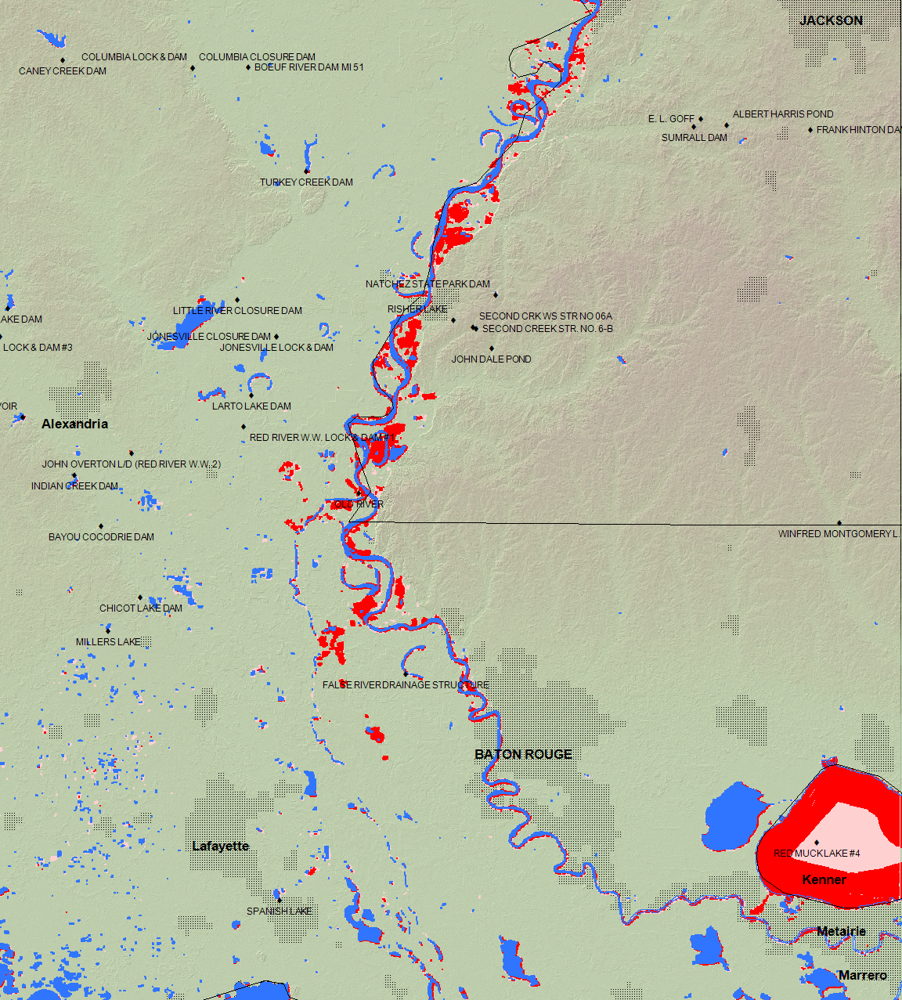 JACKSON
COLUMBIA LOCK & DAM
COLUMBIA CLOSURE DAM
CANEY CREEK DAM
BOEUF RIVER DAM MI 51
E. L. GOFF
ALBERT HARRIS POND
SUMRALL DAM
FRANK HINTON DA
TURKEY CREEK DAM
NATCHEZ STATE PARK DAM
LITTLE RIVER CLOSURE DAM
RISHER LAKE
AKE DAM
SECOND CRK WS STR NO 06A
SECOND CREEK STR. NO. 6-B
JONESVILLE CLOSURE DAM
LOCK & DAM #3
JONESVILLE LOCK & DAM
JOHN DALE POND
VOIR
LARTO LAKE DAM
Alexandria
RED RIVER W.W. LOCK & DAM #1
JOHN OVERTON L/D (RED RIVER W.W. 2)
INDIAN CREEK DAM
OLD RIVER
BAYOU COCODRIE DAM
WINFRED MONTGOMERY L.
CHICOT LAKE DAM
MILLERS LAKE
FALSE RIVER DRAINAGE STRUCTURE
BATON ROUGE
Lafayette
RED MUCK LAKE #4
Kenner
SPANISH LAKE
Metairie
Marrero